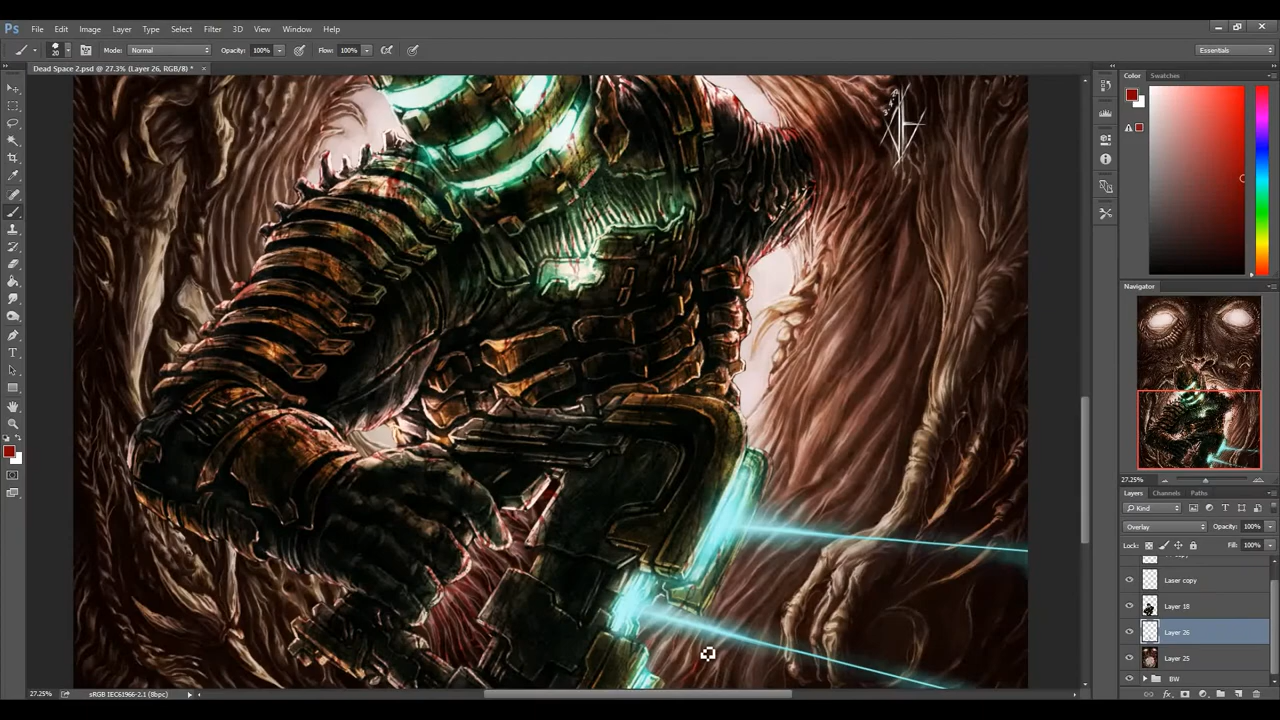 Ps File Edit Image Layer Type Select Filter 3D View Window Help
20 Mode: Normal Opacity: 100% Flow: 100% Essentials
Dead Space 2.psd @ 27.3% (Layer 26, RGB/8) * ×
Color Swatches
Navigator
27.25%
Layers Channels Paths
Kind
Overlay Opacity: 100%
Lock: Fill: 100%
Laser copy
Layer 18
Layer 26
Layer 25
BW
27.25% sRGB IEC61966-2.1 (8bpc)